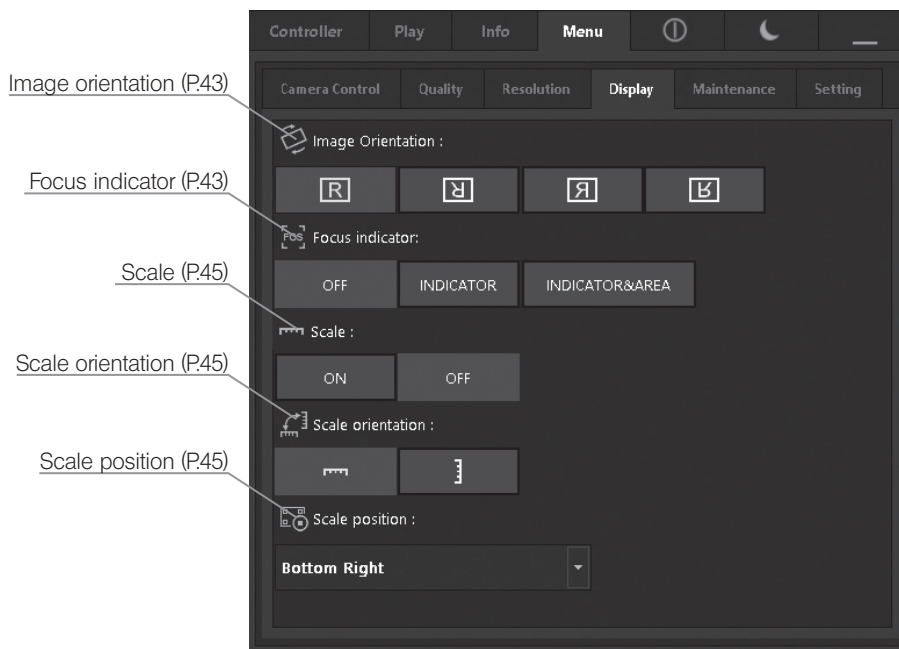 Controller Play Info Menu
Camera Control Quality Resolution Display Maintenance Setting
Image orientation (P.43)
Image Orientation :
R R R R
Focus indicator (P.43)
FOS Focus indicator:
OFF INDICATOR INDICATOR&AREA
Scale (P.45)
Scale :
ON OFF
Scale orientation (P.45)
Scale orientation :
Scale position (P.45)
Scale position :
Bottom Right